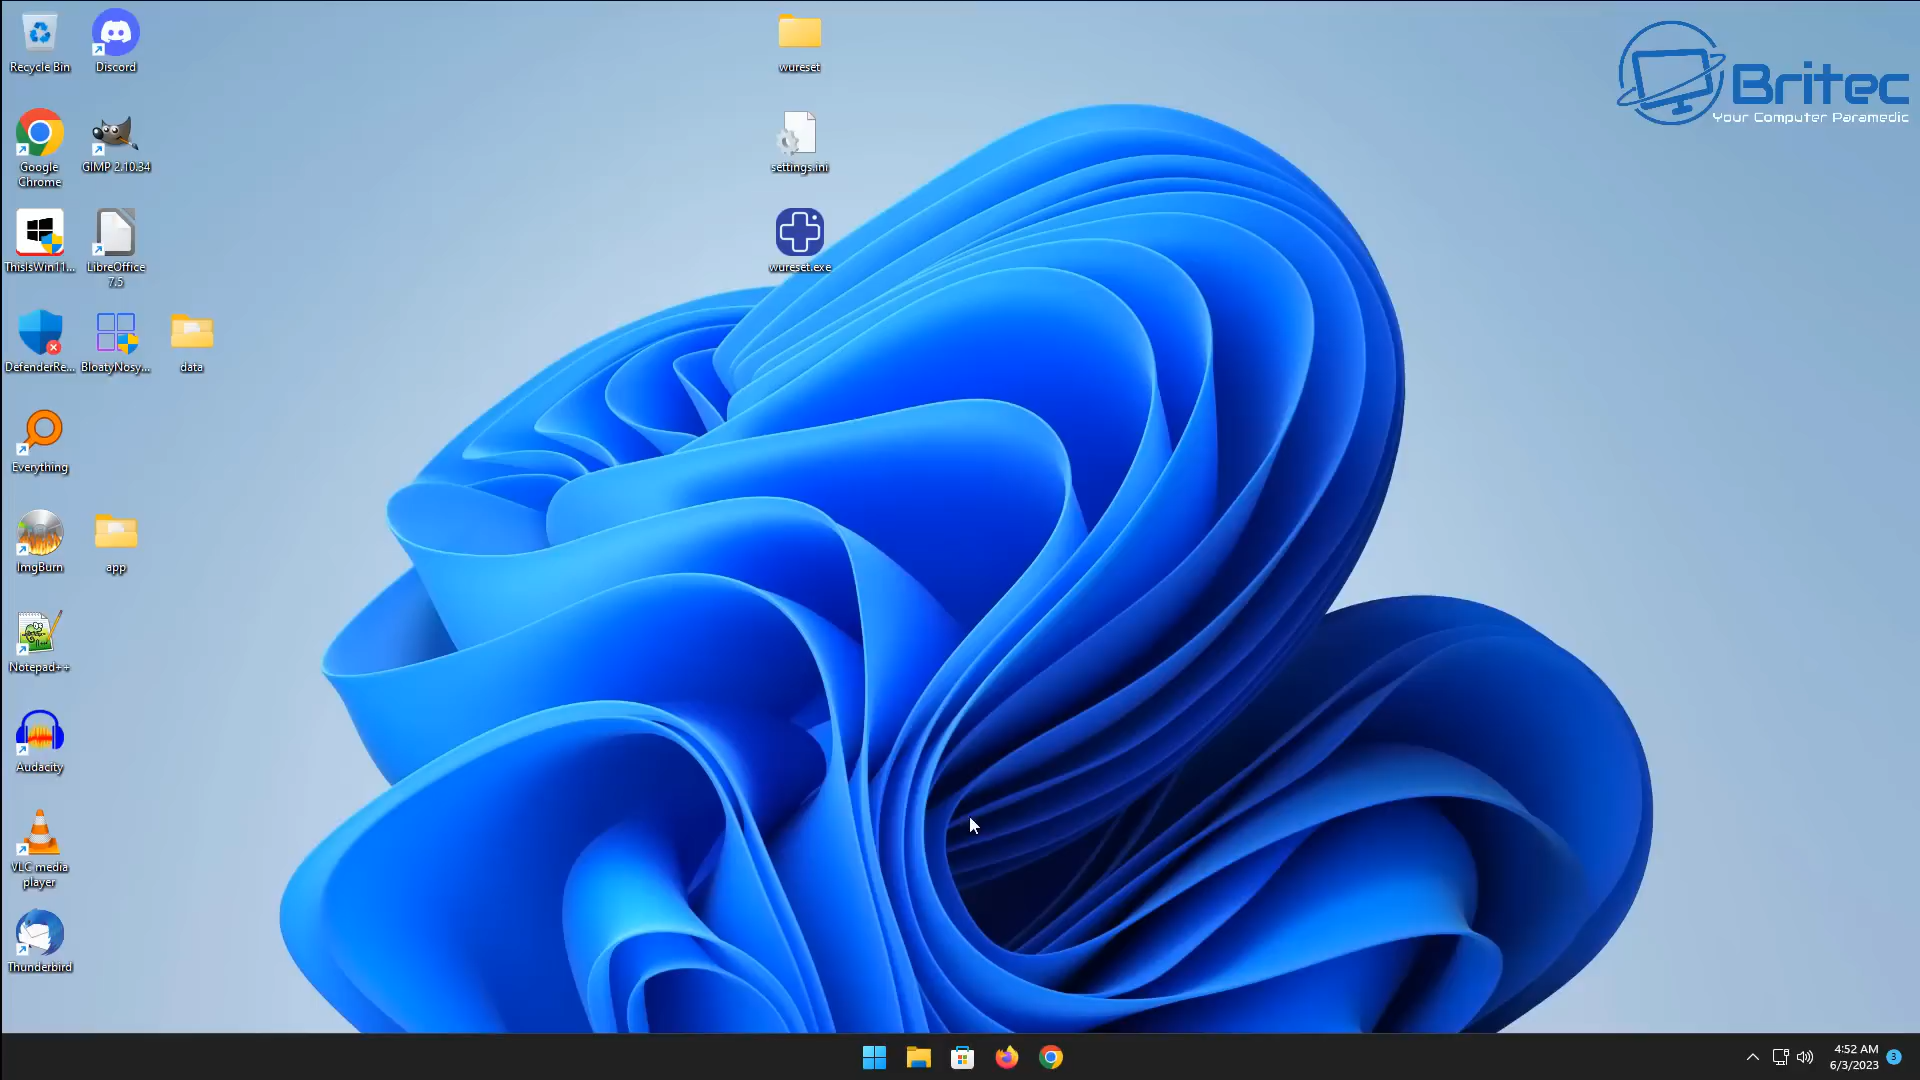 Recycle Bin
Discord
wureset
Britec
Your Computer Paramedic
Google
Chrome
GIMP 2.10.34
settings.ini
ThisIsWin11...
LibreOffice
7.5
wureset.exe
DefenderRe...
BloatyNosy...
data
Everything
ImgBurn
app
Notepad++
Audacity
VLC media
player
Thunderbird
4:52 AM
6/3/2023
3